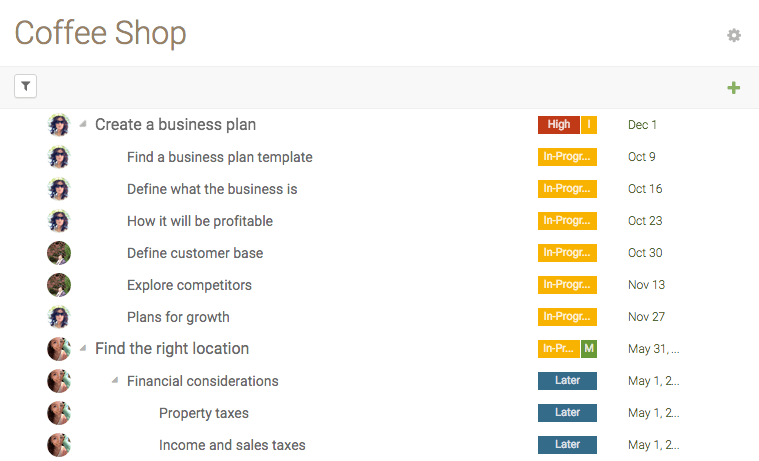 Coffee Shop
Create a business plan High I Dec 1
Find a business plan template In-Progr... Oct 9
Define what the business is In-Progr... Oct 16
How it will be profitable In-Progr... Oct 23
Define customer base In-Progr... Oct 30
Explore competitors In-Progr... Nov 13
Plans for growth In-Progr... Nov 27
Find the right location In-Pr... M May 31, ...
Financial considerations Later May 1, 2...
Property taxes Later May 1, 2...
Income and sales taxes Later May 1, 2...